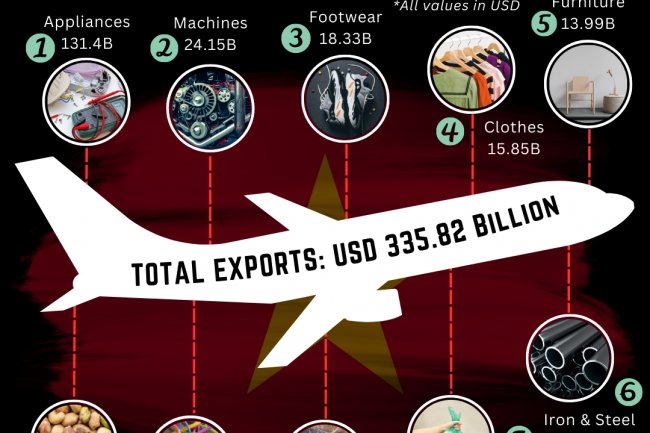 *All values in USD
1
Appliances
131.4B
2
Machines
24.15B
3
Footwear
18.33B
4
Clothes
15.85B
5
Furniture
13.99B
TOTAL EXPORTS: USD 335.82 BILLION
6
Iron & Steel